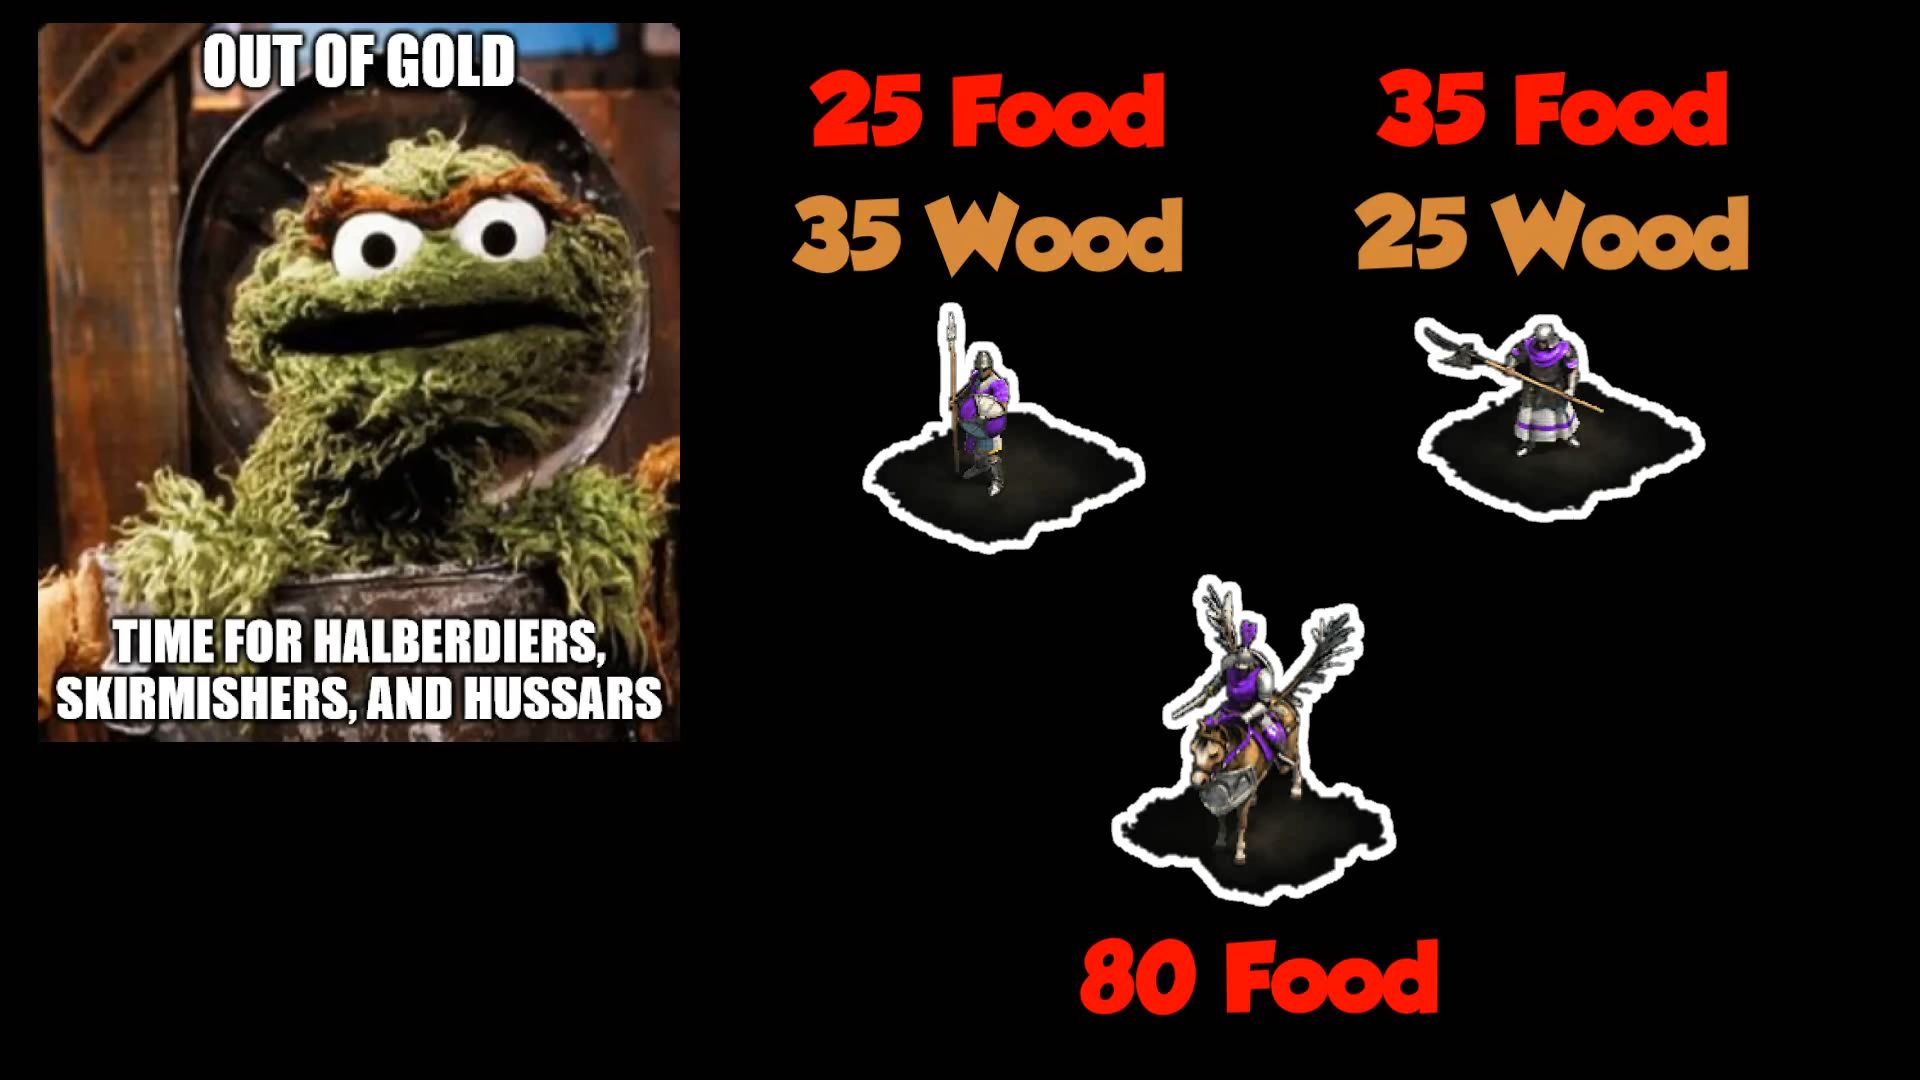 OUT OF GOLD
TIME FOR HALBERDIERS,
SKIRMISHERS, AND HUSSARS
25 Food
35 Wood
35 Food
25 Wood
80 Food